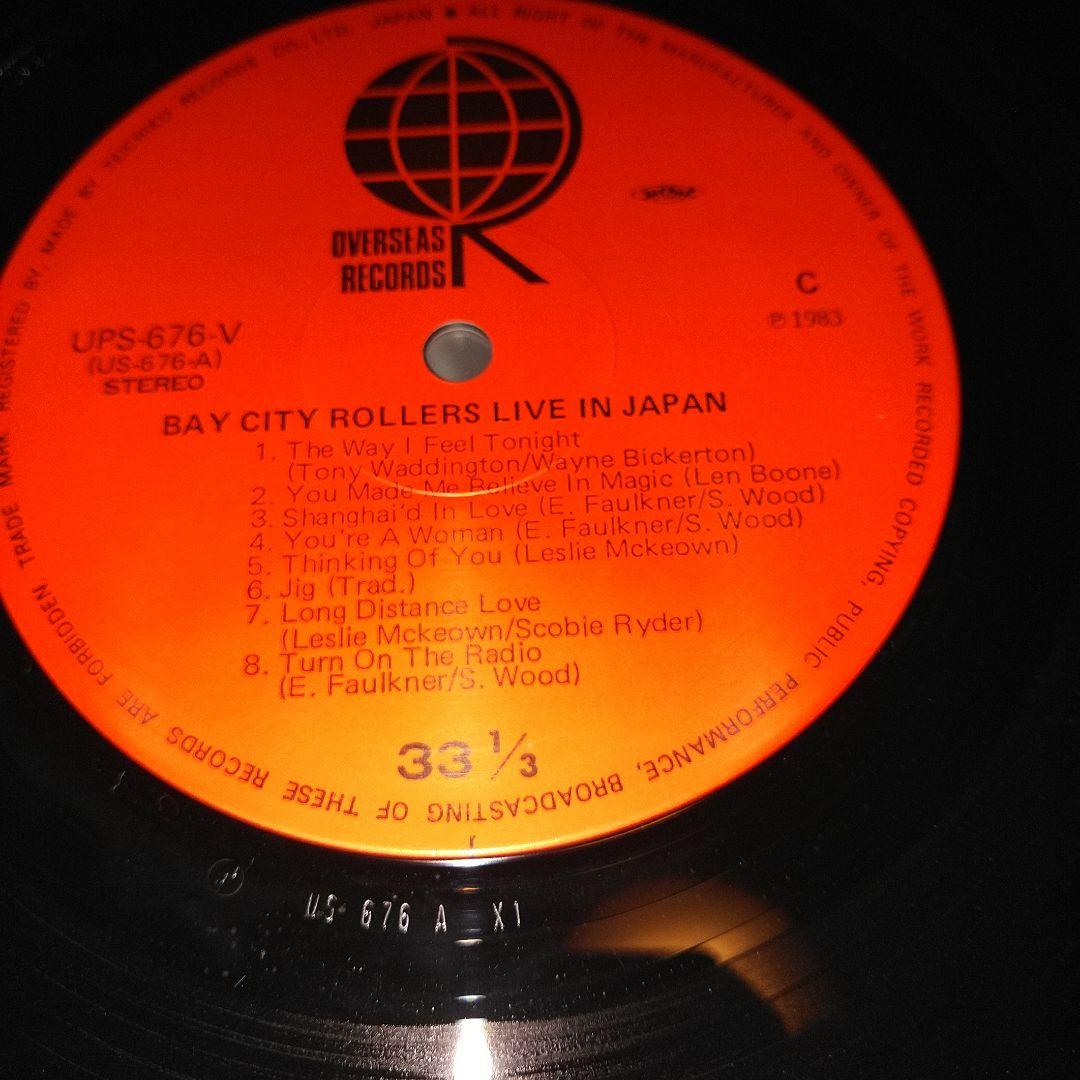 TRADE MARK REGISTERED BY, MADE BY TEICHIKU RECORDS CO., LTD. JAPAN ● ALL RIGHT OF THE MANUFACTURER AND OWNER OF THE WORK RECORDED COPYING, PUBLIC PERFORMANCE, BROADCASTING OF THESE RECORDS ARE FORBIDDEN
R
OVERSEAS
RECORDS
C
℗ 1983
UPS-676-V
(US-676-A)
STEREO
BAY CITY ROLLERS LIVE IN JAPAN
1. The Way I Feel Tonight
(Tony Waddington/Wayne Bickerton)
2. You Made Me Believe In Magic (Len Boone)
3. Shanghai'd In Love (E. Faulkner/S. Wood)
4. You're A Woman (E. Faulkner/S. Wood)
5. Thinking Of You (Leslie Mckeown)
6. Jig (Trad.)
7. Long Distance Love
(Leslie Mckeown/Scobie Ryder)
8. Turn On The Radio
(E. Faulkner/S. Wood)
33 1/3
US- 676 A X1